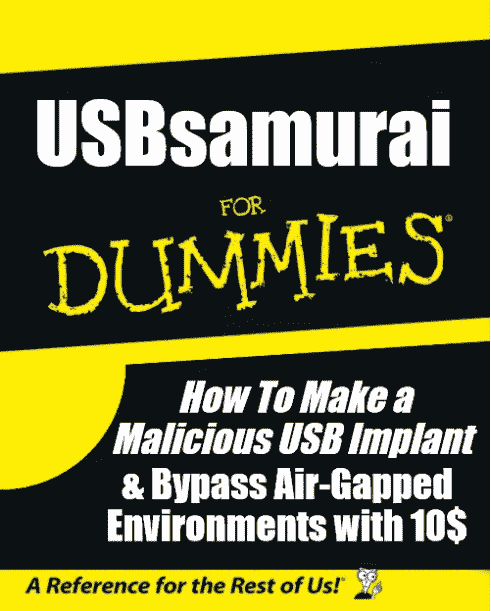 USBsamurai
FOR
DUMMIES®
How To Make a
Malicious USB Implant
& Bypass Air-Gapped
Environments with 10$
A Reference for the Rest of Us!®